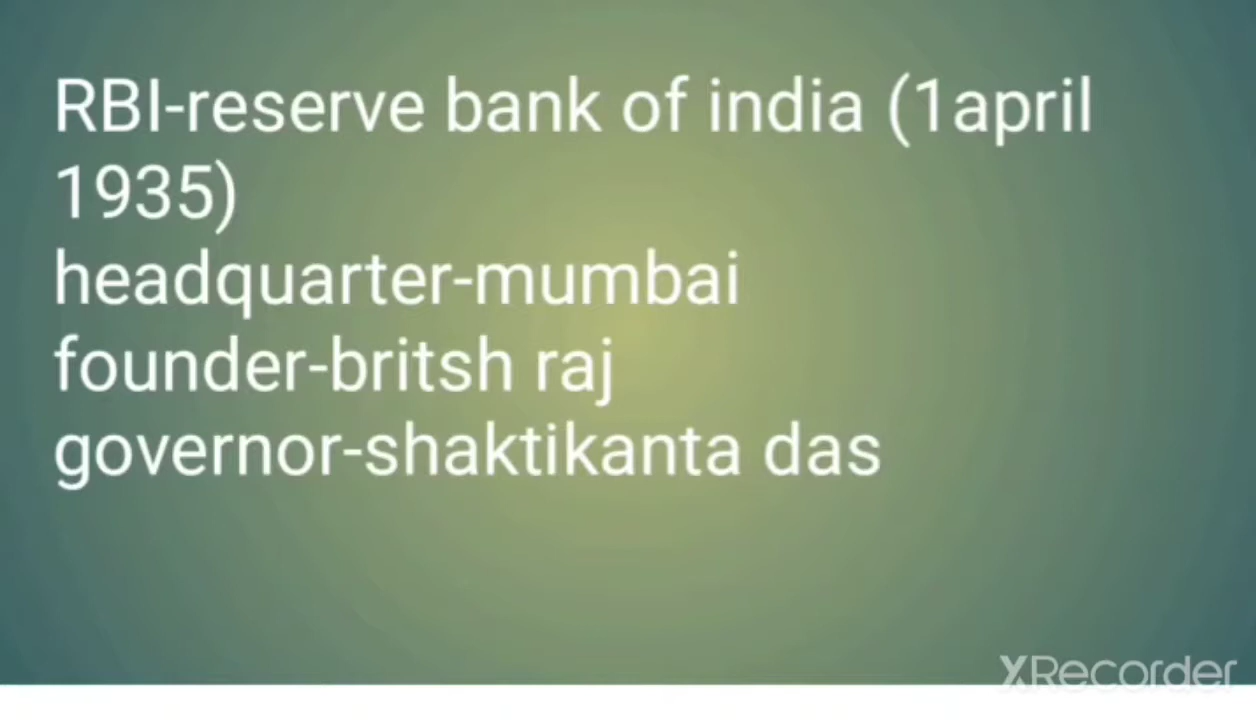 RBI-reserve bank of india (1april
1935)
headquarter-mumbai
founder-britsh raj
governor-shaktikanta das
XRecorder